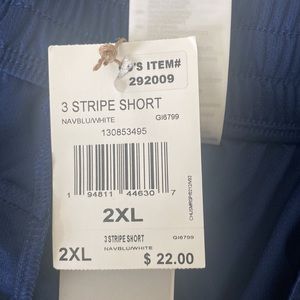 'S ITEM#
292009
3 STRIPE SHORT
NAVBLU/WHITE GI6799
130853495
1 94811 44630 7
2XL
3 STRIPE SHORT GI6799
NAVBLU/WHITE
2XL $ 22.00